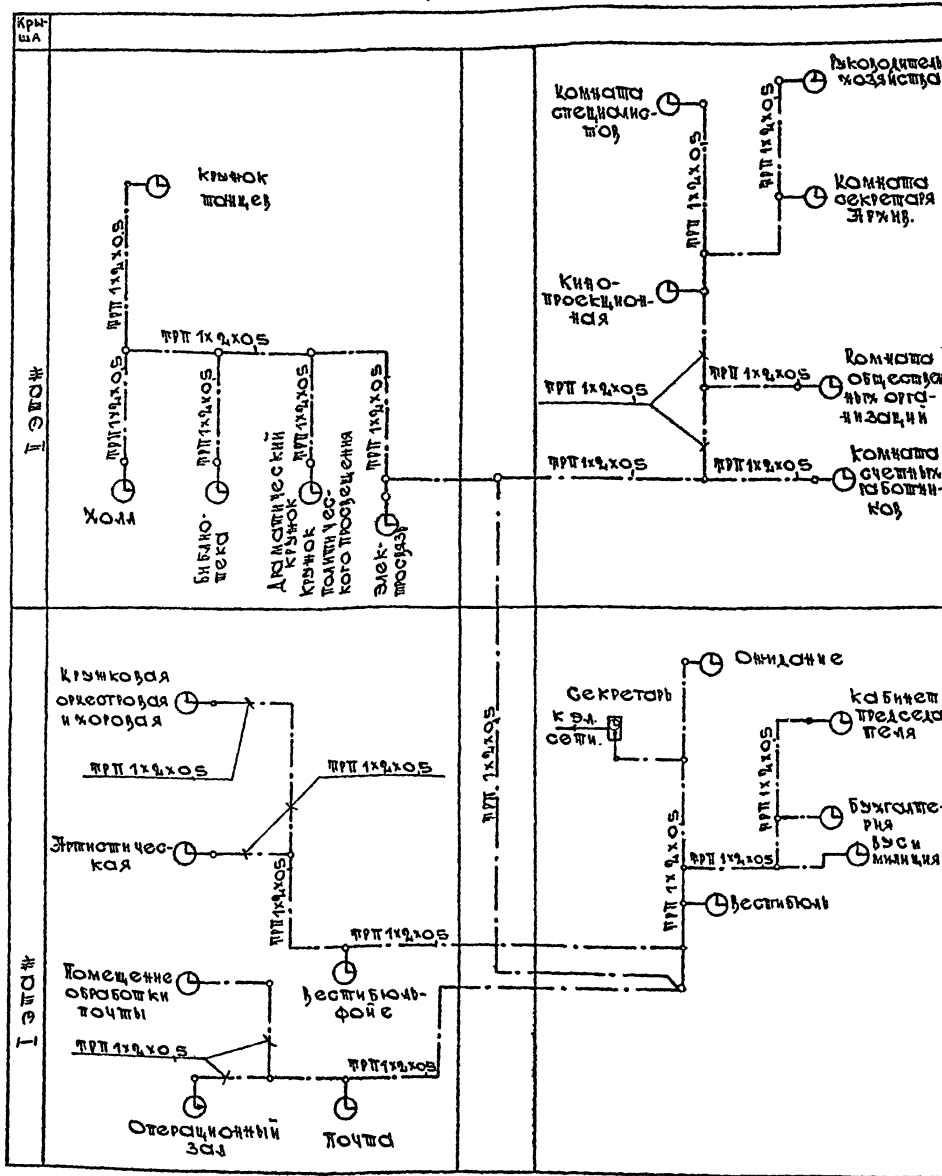 Кры-
ша
II этаж
Кружок
танцев
ТРП 1х2х0,5
ТРП 1х2х0,5
ТРП 1х2х0,5
ТРП 1х2х0,5
ТРП 1х2х0,5
ТРП 1х2х0,5
Холл
Библио-
тека
Драматический
кружок
Кружок
политичес-
кого просвещения
Элек-
тросвязь
Комната
специалис-
тов
ТРП 1х2х0,5
ТРП 1х2х0,5
Руководитель
хозяйства
Комната
секретаря
Архив.
Кино-
проекцион-
ная
ТРП 1х2х0,5
ТРП 1х2х0,5
Комната
обществен
ных орга-
низаций
ТРП 1х2х0,5
ТРП 1х2х0,5
Комната
счетных
работни-
ков
I этаж
Кружковая
оркестровая
и хоровая
ТРП 1х2х0,5
ТРП 1х2х0,5
Артистичес-
кая
ТРП 1х2х0,5
ТРП 1х2х0,5
Вестибюль-
фойе
Помещение
обработки
почты
ТРП 1х2х0,5
ТРП 1х2х0,5
Операционный
зал
Почта
ТРП 1х2х0,5
Секретарь
к эл.
сети.
Ожидание
Кабинет
председа
теля
ТРП 1х2х0,5
Бухгалте-
рия
ВУС и
милиция
ТРП 1х2х0,5
ТРП 1х2х0,5
Вестибюль